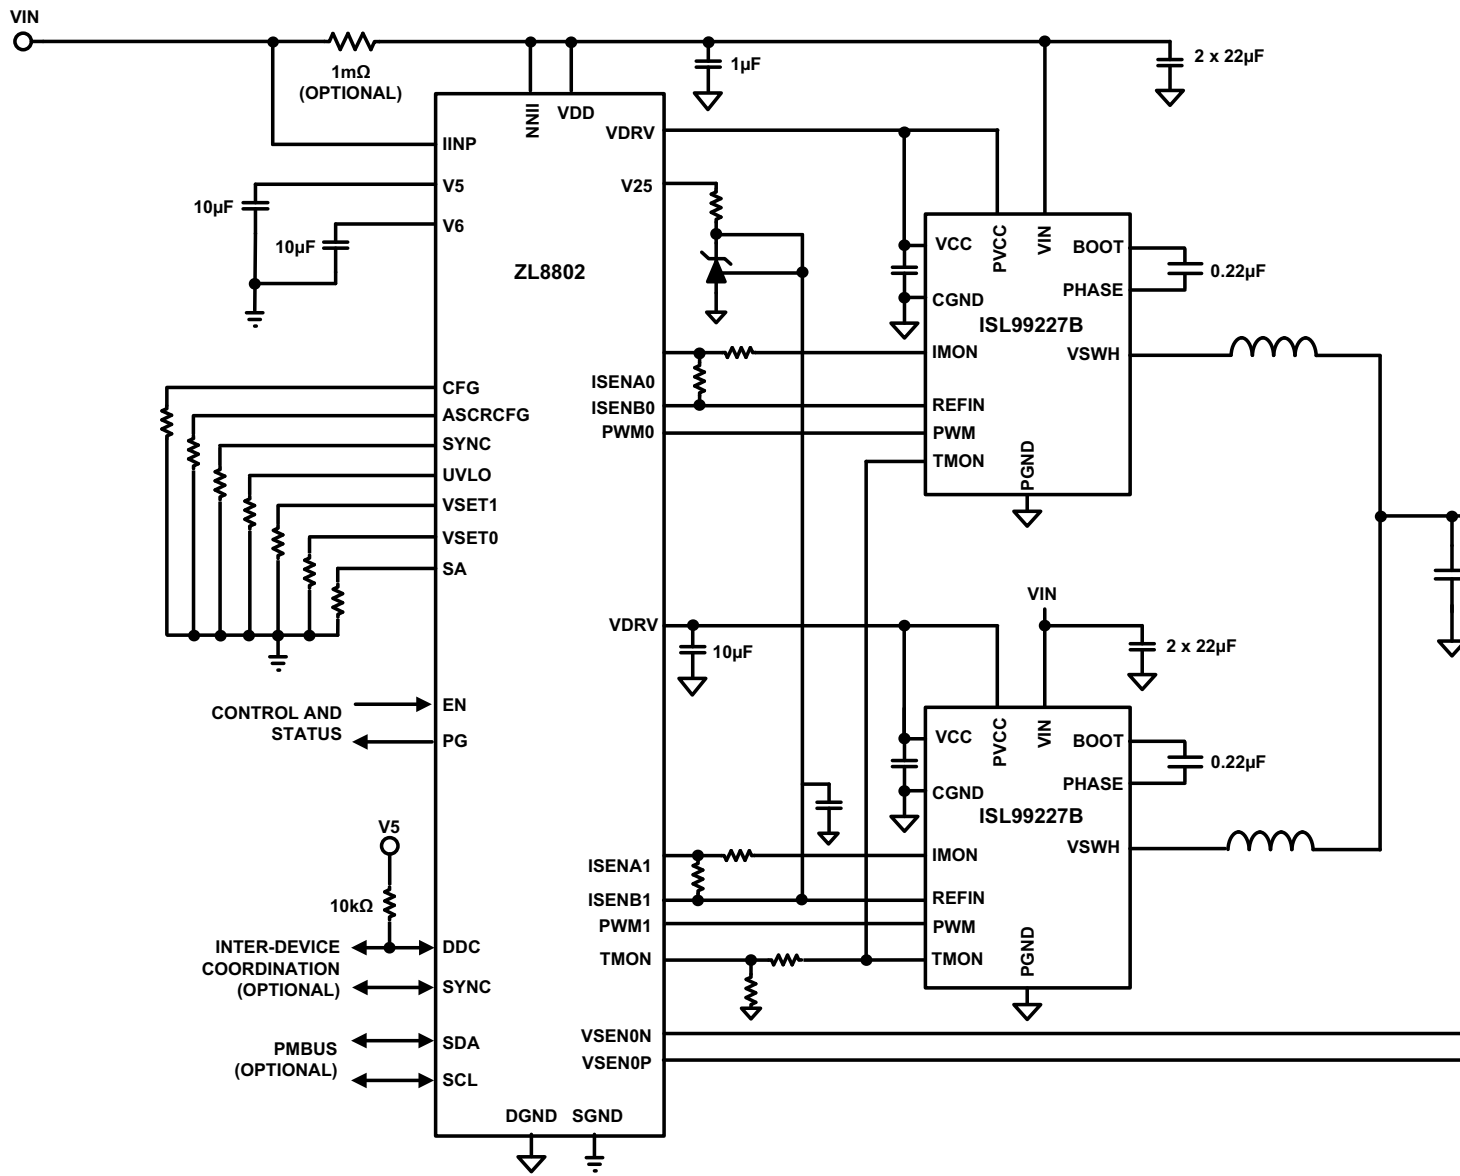 VIN
1mΩ
(OPTIONAL)
1µF
2 x 22µF
IINN
VDD
IINP
V5
V6
10µF
10µF
ZL8802
VDRV
V25
VCC
PVCC
VIN
BOOT
0.22µF
PHASE
CGND
ISL99227B
IMON
VSWH
REFIN
PWM
TMON
PGND
ISENA0
ISENB0
PWM0
CFG
ASCRCFG
SYNC
UVLO
VSET1
VSET0
SA
VDRV
10µF
VIN
2 x 22µF
EN
PG
CONTROL AND
STATUS
VCC
PVCC
VIN
BOOT
0.22µF
PHASE
CGND
ISL99227B
IMON
VSWH
REFIN
PWM
TMON
PGND
V5
10kΩ
ISENA1
ISENB1
PWM1
TMON
INTER-DEVICE
COORDINATION
(OPTIONAL)
DDC
SYNC
PMBUS
(OPTIONAL)
SDA
SCL
VSEN0N
VSEN0P
DGND
SGND